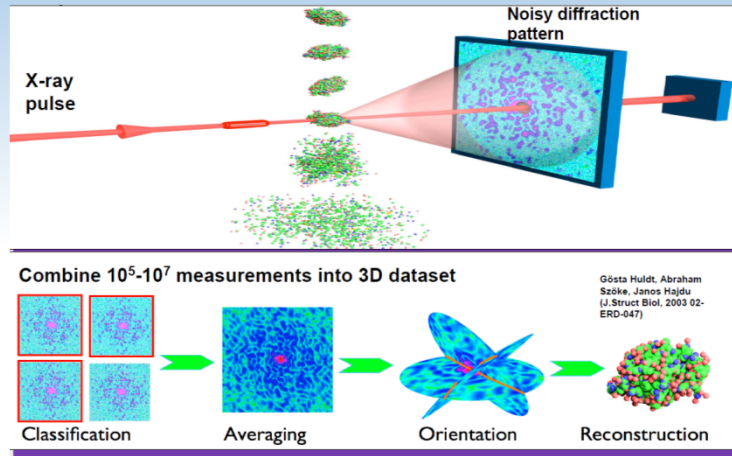 Noisy diffraction
pattern
X-ray
pulse
Combine 10⁵-10⁷ measurements into 3D dataset
Gösta Huldt, Abraham
Szöke, Janos Hajdu
(J.Struct Biol, 2003 02-
ERD-047)
Classification
Averaging
Orientation
Reconstruction